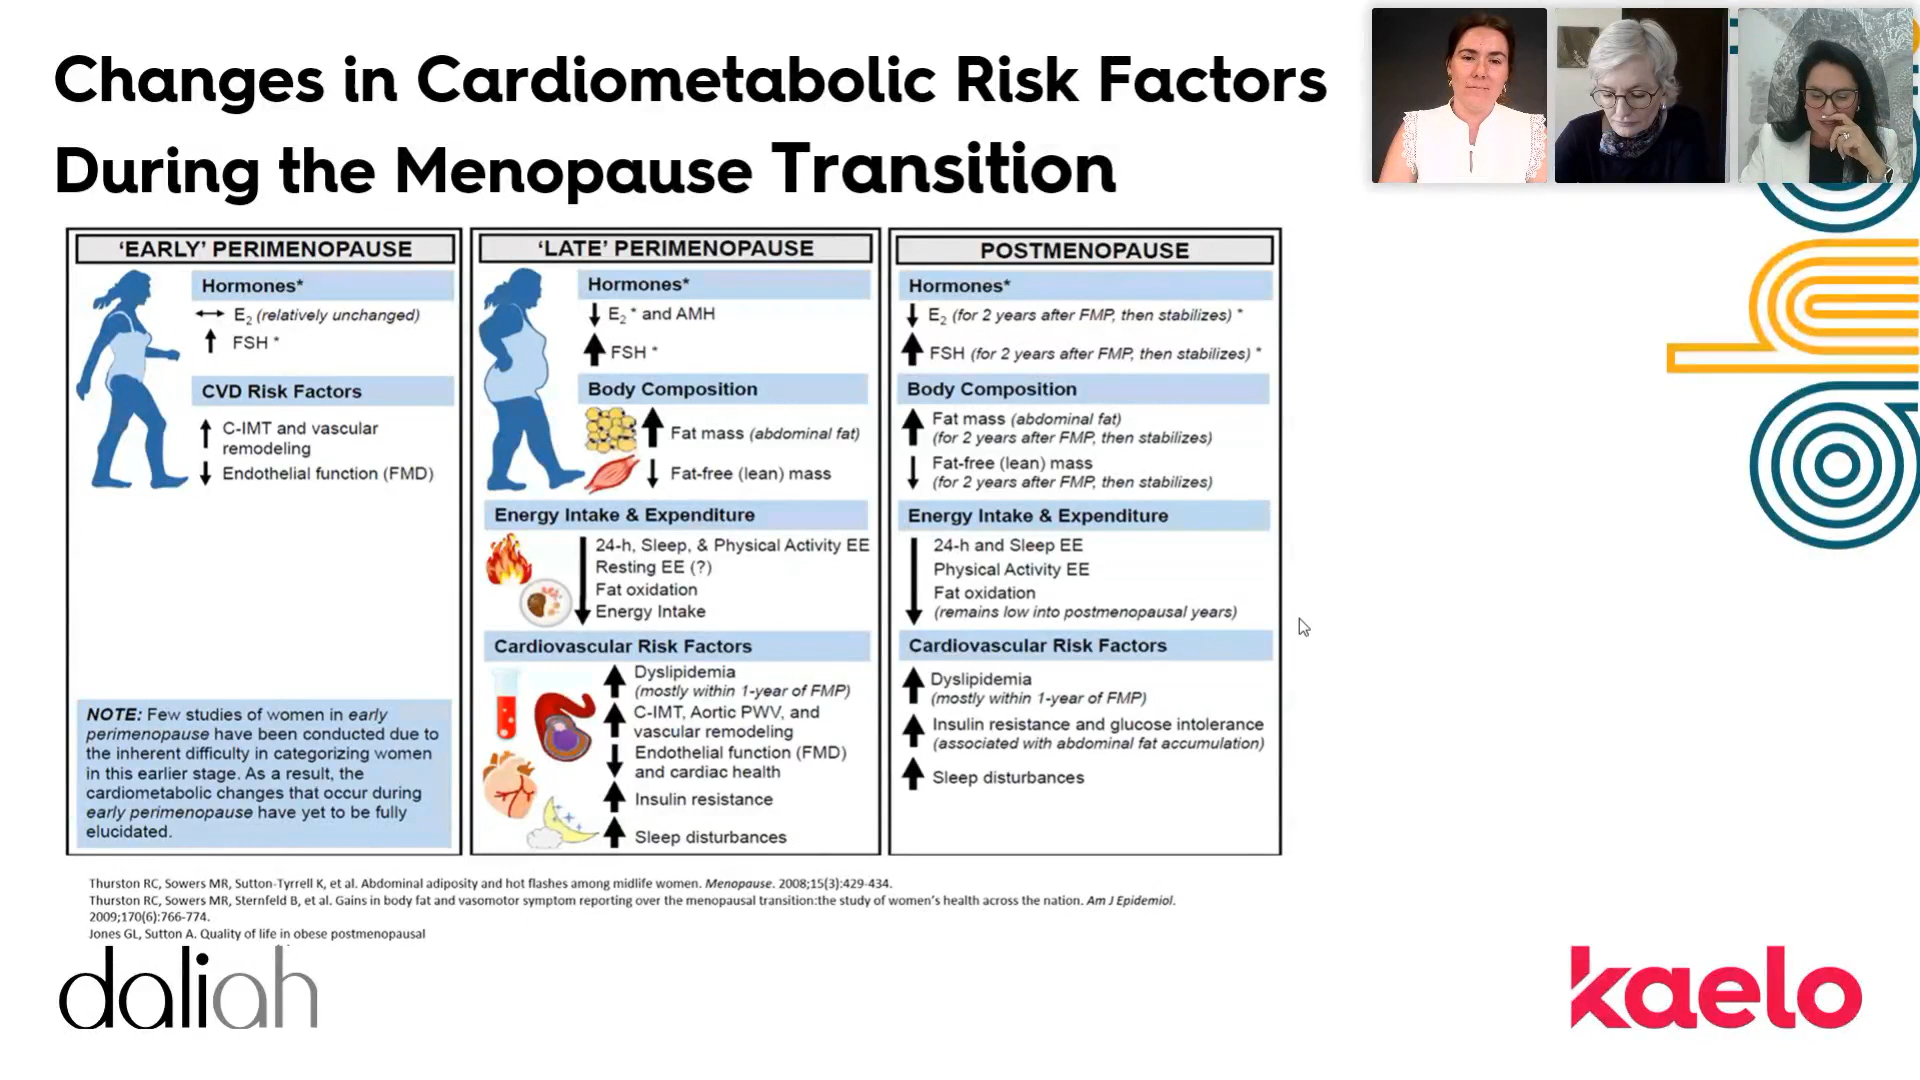 Changes in Cardiometabolic Risk Factors
During the Menopause Transition
‘EARLY’ PERIMENOPAUSE
Hormones*
E2 (relatively unchanged)
FSH *
CVD Risk Factors
C-IMT and vascular
remodeling
Endothelial function (FMD)
NOTE: Few studies of women in early
perimenopause have been conducted due to
the inherent difficulty in categorizing women
in this earlier stage. As a result, the
cardiometabolic changes that occur during
early perimenopause have yet to be fully
elucidated.
‘LATE’ PERIMENOPAUSE
Hormones*
E2 * and AMH
FSH *
Body Composition
Fat mass (abdominal fat)
Fat-free (lean) mass
Energy Intake & Expenditure
24-h, Sleep, & Physical Activity EE
Resting EE (?)
Fat oxidation
Energy Intake
Cardiovascular Risk Factors
Dyslipidemia
(mostly within 1-year of FMP)
C-IMT, Aortic PWV, and
vascular remodeling
Endothelial function (FMD)
and cardiac health
Insulin resistance
Sleep disturbances
POSTMENOPAUSE
Hormones*
E2 (for 2 years after FMP, then stabilizes) *
FSH (for 2 years after FMP, then stabilizes) *
Body Composition
Fat mass (abdominal fat)
(for 2 years after FMP, then stabilizes)
Fat-free (lean) mass
(for 2 years after FMP, then stabilizes)
Energy Intake & Expenditure
24-h and Sleep EE
Physical Activity EE
Fat oxidation
(remains low into postmenopausal years)
Cardiovascular Risk Factors
Dyslipidemia
(mostly within 1-year of FMP)
Insulin resistance and glucose intolerance
(associated with abdominal fat accumulation)
Sleep disturbances
Thurston RC, Sowers MR, Sutton-Tyrrell K, et al. Abdominal adiposity and hot flashes among midlife women. Menopause. 2008;15(3):429-434.
Thurston RC, Sowers MR, Sternfeld B, et al. Gains in body fat and vasomotor symptom reporting over the menopausal transition:the study of women’s health across the nation. Am J Epidemiol.
2009;170(6):766-774.
Jones GL, Sutton A. Quality of life in obese postmenopausal
daliah
kaelo